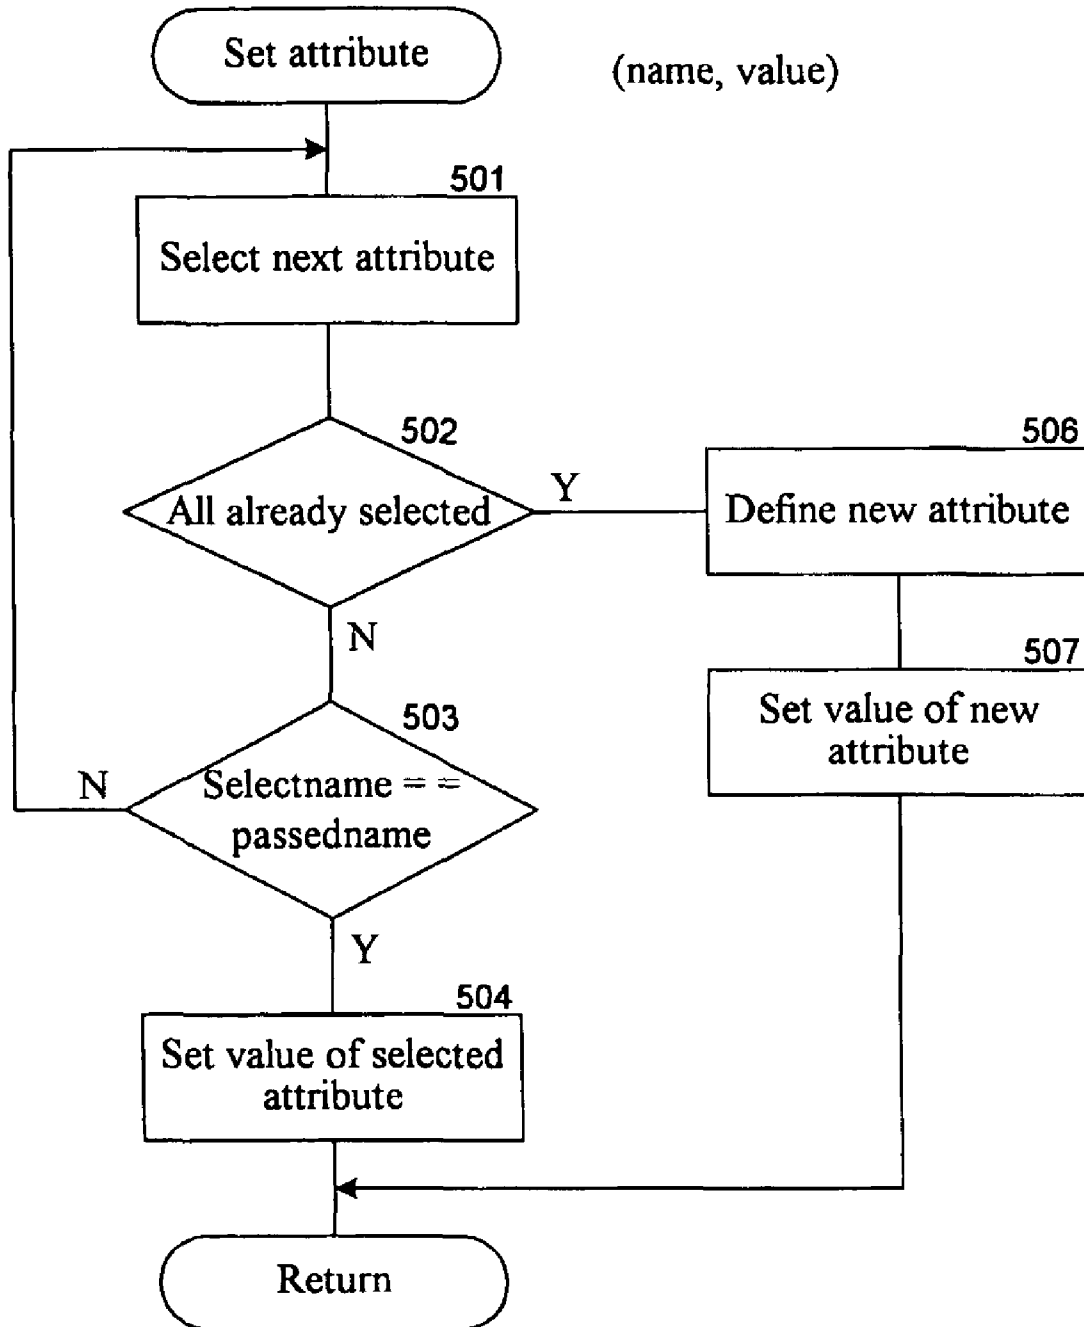 Set attribute
(name, value)
501
Select next attribute
502
All already selected
Y
N
506
Define new attribute
507
Set value of new
attribute
503
Selectname = =
passedname
N
Y
504
Set value of selected
attribute
Return